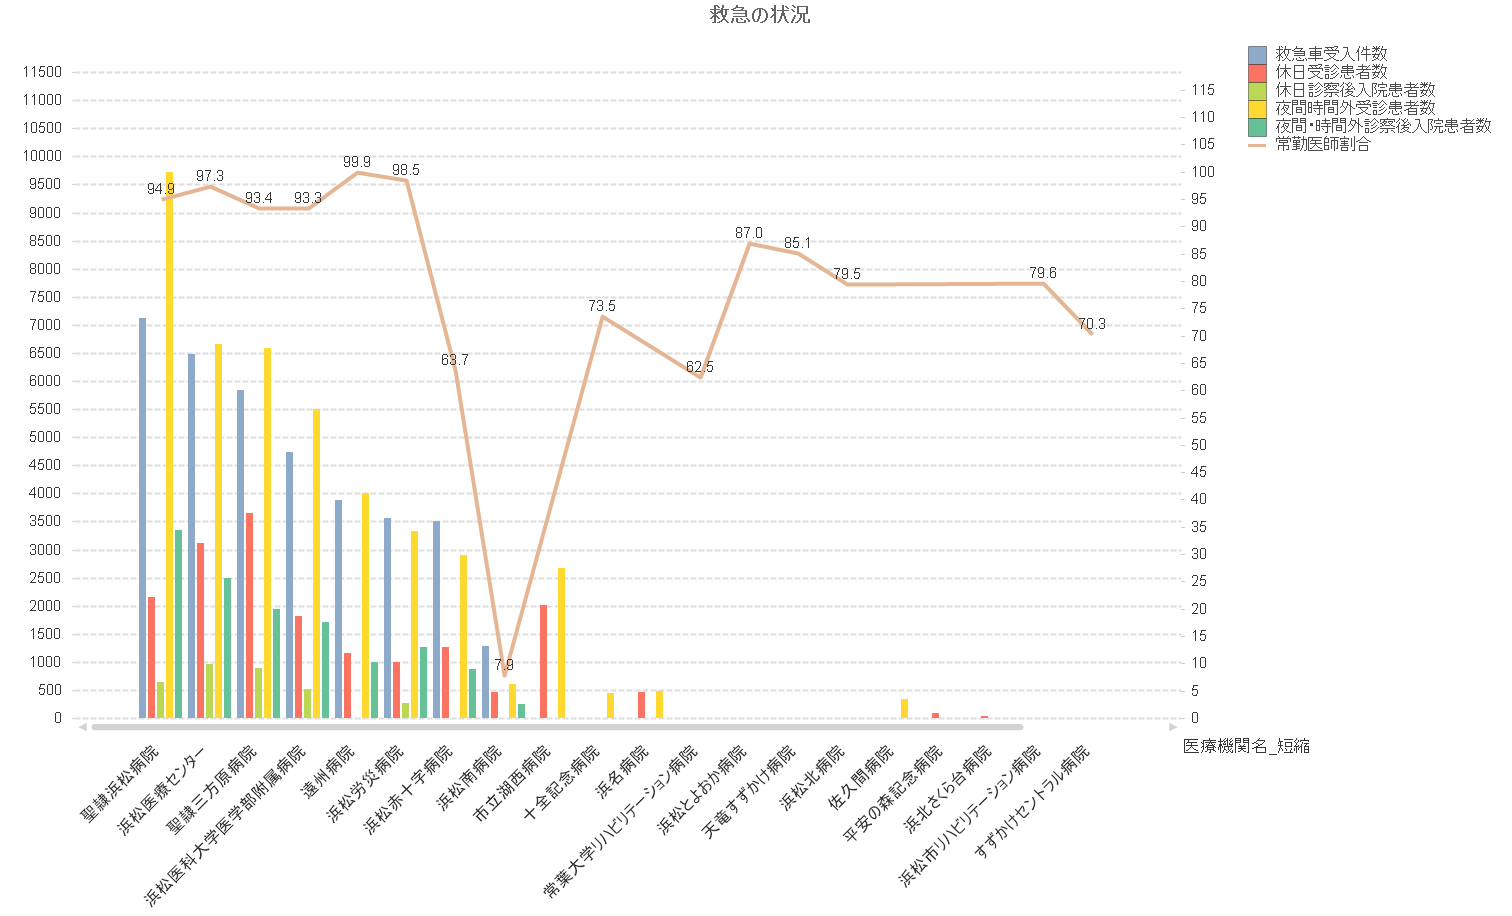 救急の状況
救急車受入件数
休日受診患者数
休日診察後入院患者数
夜間時間外受診患者数
夜間・時間外診察後入院患者数
常勤医師割合
11500
11000
10500
10000
9500
9000
8500
8000
7500
7000
6500
6000
5500
5000
4500
4000
3500
3000
2500
2000
1500
1000
500
0
115
110
105
100
95
90
85
80
75
70
65
60
55
50
45
40
35
30
25
20
15
10
5
0
94.9
97.3
93.4
93.3
99.9
98.5
63.7
7.9
73.5
62.5
87.0
85.1
79.5
79.6
70.3
聖隷浜松病院
浜松医療センター
聖隷三方原病院
浜松医科大学医学部附属病院
遠州病院
浜松労災病院
浜松赤十字病院
浜松南病院
市立湖西病院
十全記念病院
浜名病院
常葉大学リハビリテーション病院
浜松とよおか病院
天竜すずかけ病院
浜松北病院
佐久間病院
平安の森記念病院
浜北さくら台病院
浜松市リハビリテーション病院
すずかけセントラル病院
医療機関名_短縮